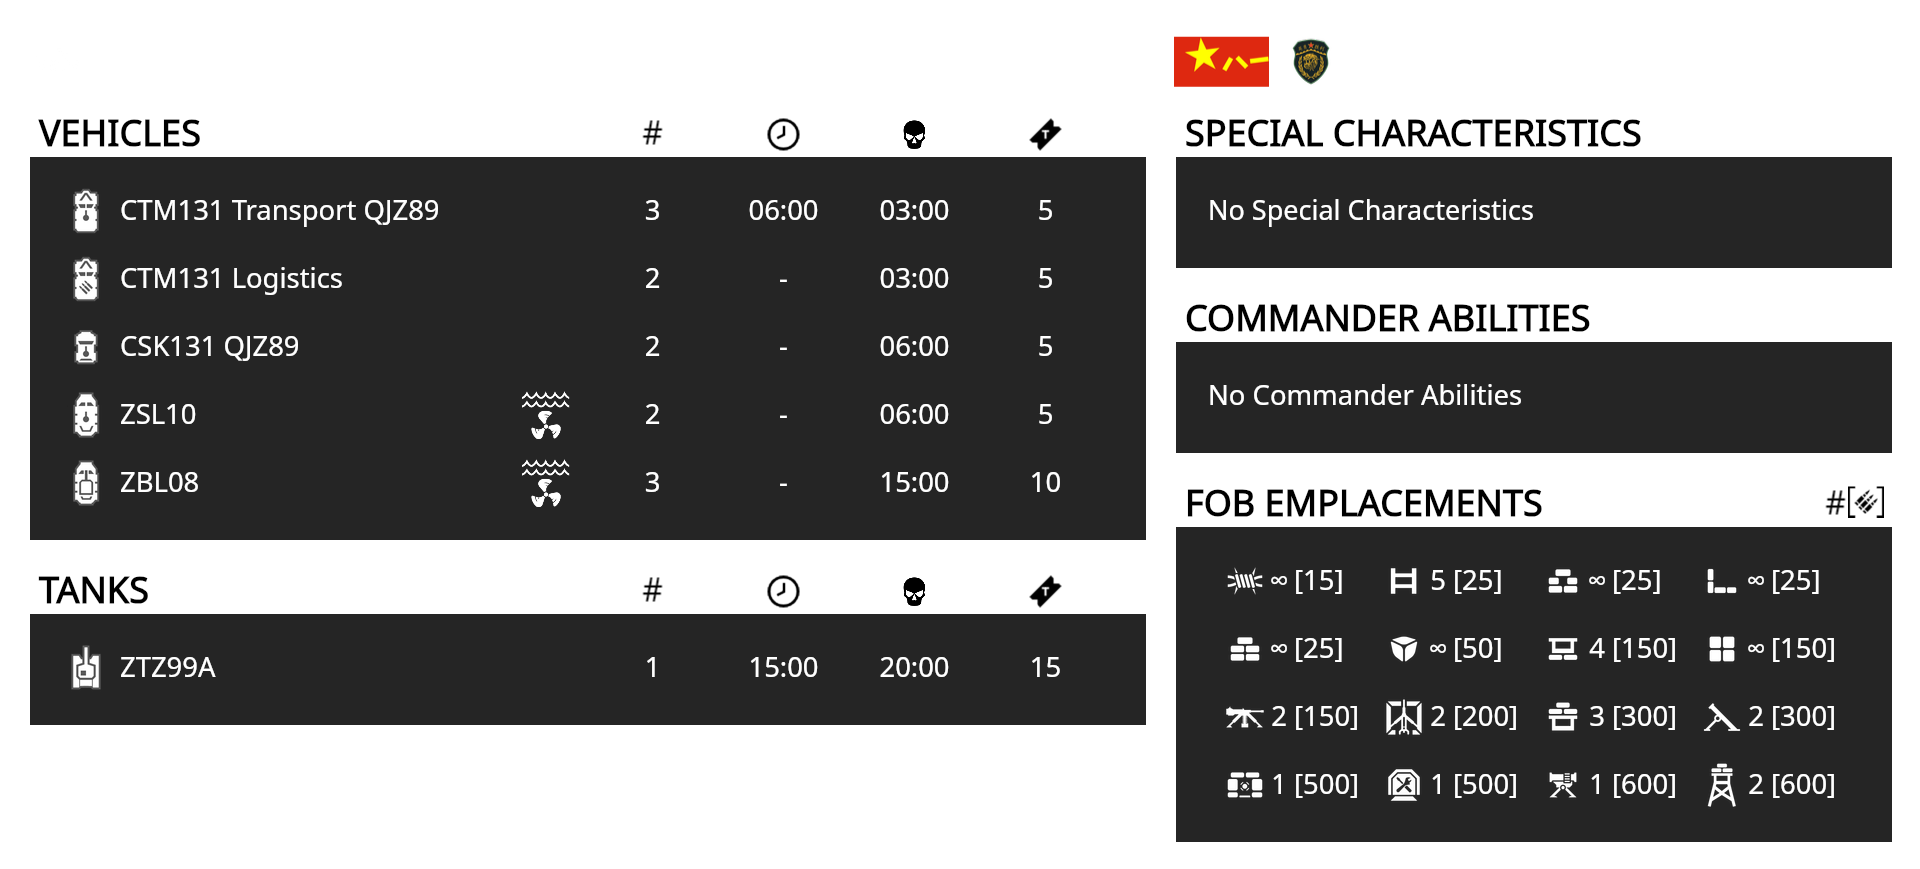 八一
VEHICLES #
CTM131 Transport QJZ89 3 06:00 03:00 5
CTM131 Logistics 2 - 03:00 5
CSK131 QJZ89 2 - 06:00 5
ZSL10 2 - 06:00 5
ZBL08 3 - 15:00 10
TANKS #
ZTZ99A 1 15:00 20:00 15
SPECIAL CHARACTERISTICS
No Special Characteristics
COMMANDER ABILITIES
No Commander Abilities
FOB EMPLACEMENTS #[ ]
∞ [15] 5 [25] ∞ [25] ∞ [25]
∞ [25] ∞ [50] 4 [150] ∞ [150]
2 [150] 2 [200] 3 [300] 2 [300]
1 [500] 1 [500] 1 [600] 2 [600]